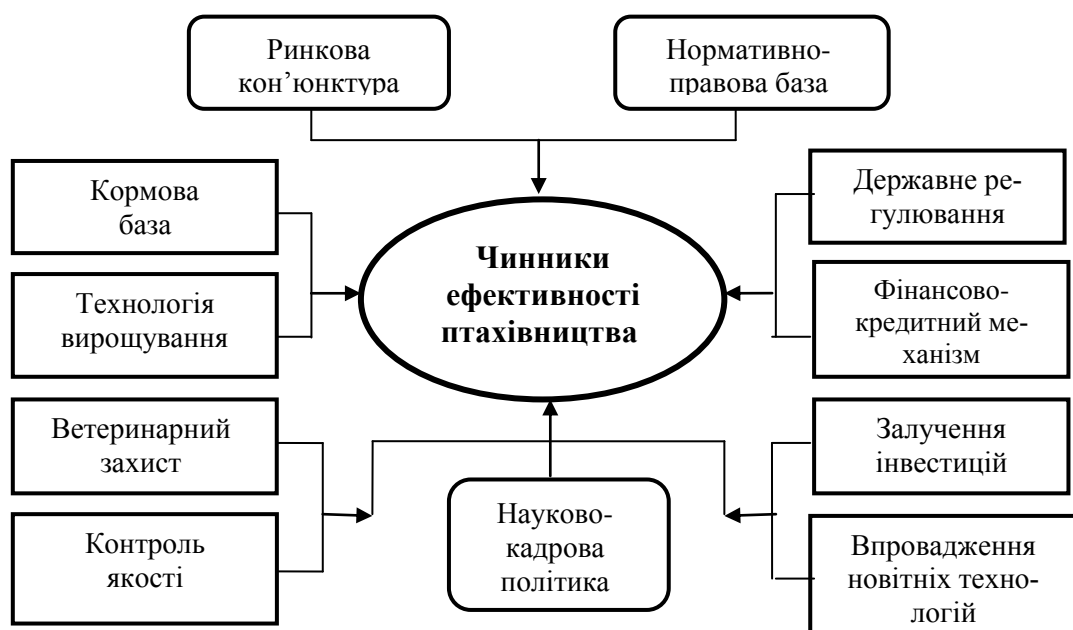 Ринкова
кон’юнктура
Нормативно-
правова база
Кормова
база
Технологія
вирощування
Ветеринарний
захист
Контроль
якості
Чинники
ефективності
птахівництва
Науково-
кадрова
політика
Державне ре-
гулювання
Фінансово-
кредитний ме-
ханізм
Залучення
інвестицій
Впровадження
новітніх техно-
логій